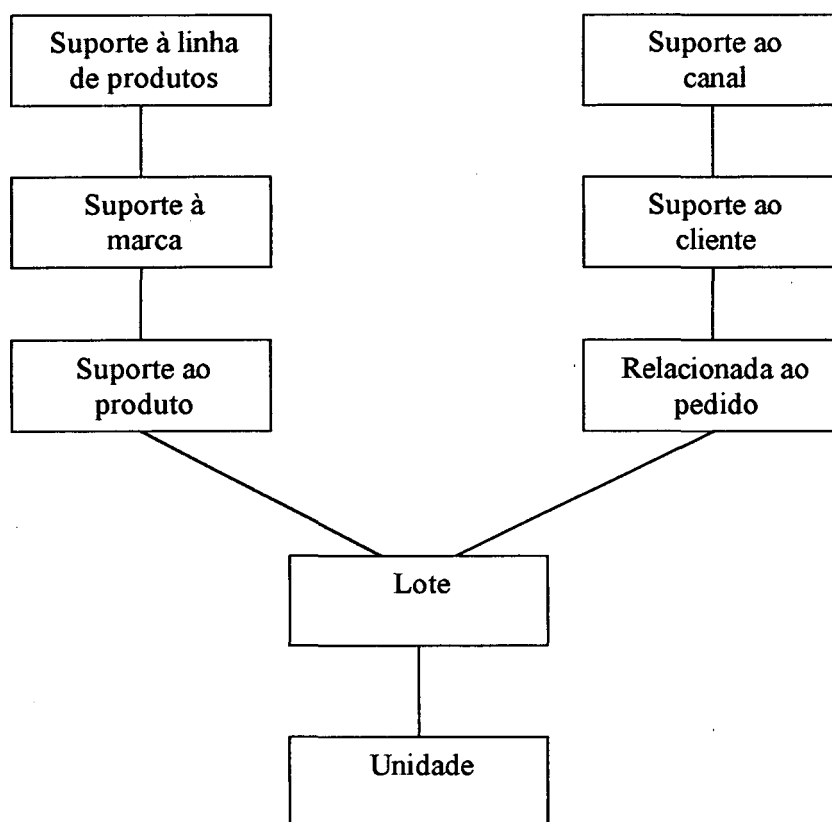 Suporte à linha
de produtos
Suporte ao
canal
Suporte à
marca
Suporte ao
cliente
Suporte ao
produto
Relacionada ao
pedido
Lote
Unidade